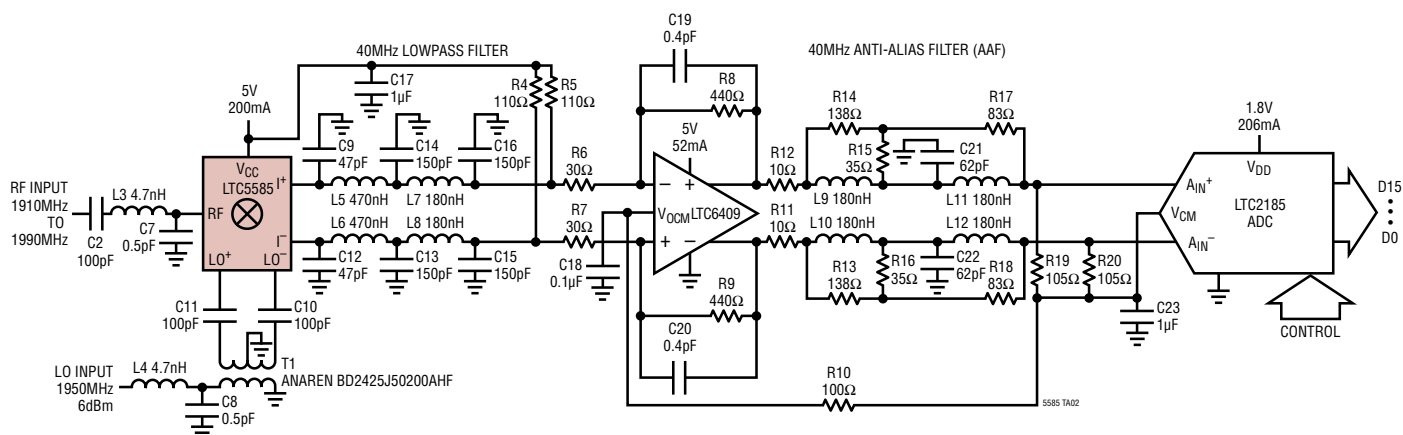 40MHz LOWPASS FILTER
40MHz ANTI-ALIAS FILTER (AAF)
5V
200mA
C17
1µF
R4
110Ω
R5
110Ω
C19
0.4pF
R8
440Ω
5V
52mA
R14
138Ω
R17
83Ω
R15
35Ω
C21
62pF
1.8V
206mA
VCC
LTC5585
I+
I−
RF
LO+
LO−
RF INPUT
1910MHz
TO
1990MHz
L3 4.7nH
C2
100pF
C7
0.5pF
C9
47pF
C14
150pF
C16
150pF
L5 470nH
L7 180nH
L6 470nH
L8 180nH
C12
47pF
C13
150pF
C15
150pF
R6
30Ω
R7
30Ω
C18
0.1µF
− +
VOCM LTC6409
+ −
R12
10Ω
R11
10Ω
L9 180nH
L11 180nH
L10 180nH
L12 180nH
R16
35Ω
C22
62pF
R13
138Ω
R18
83Ω
R19
105Ω
R20
105Ω
AIN+
VCM
AIN−
VDD
LTC2185
ADC
D15
D0
CONTROL
C23
1µF
R9
440Ω
C20
0.4pF
R10
100Ω
C11
100pF
C10
100pF
T1
ANAREN BD2425J50200AHF
LO INPUT
1950MHz
6dBm
L4 4.7nH
C8
0.5pF
5585 TA02